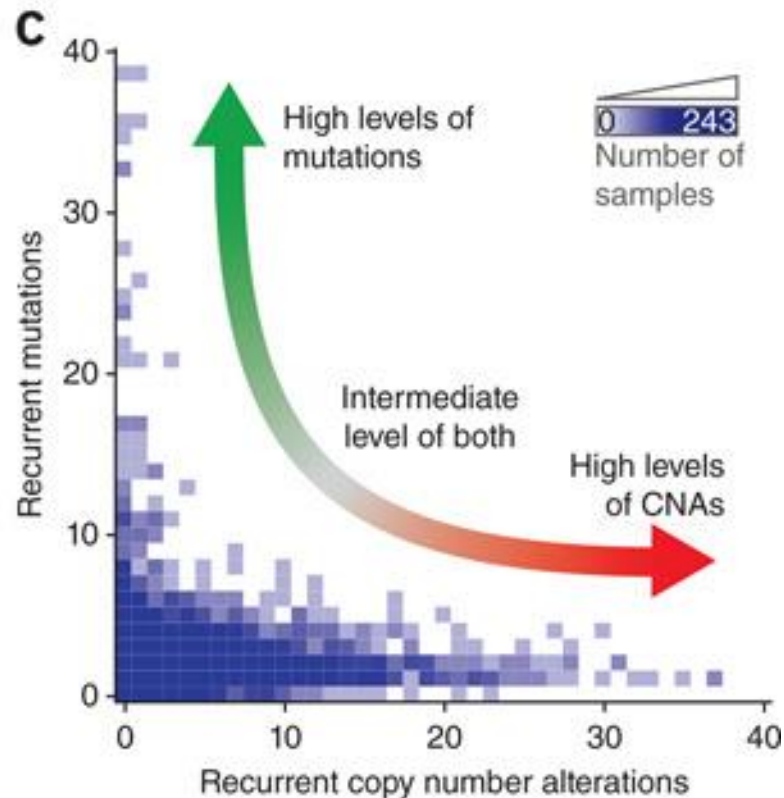 C
40
30
20
10
0
Recurrent mutations
High levels of
mutations
0 243
Number of
samples
Intermediate
level of both
High levels
of CNAs
0 10 20 30 40
Recurrent copy number alterations